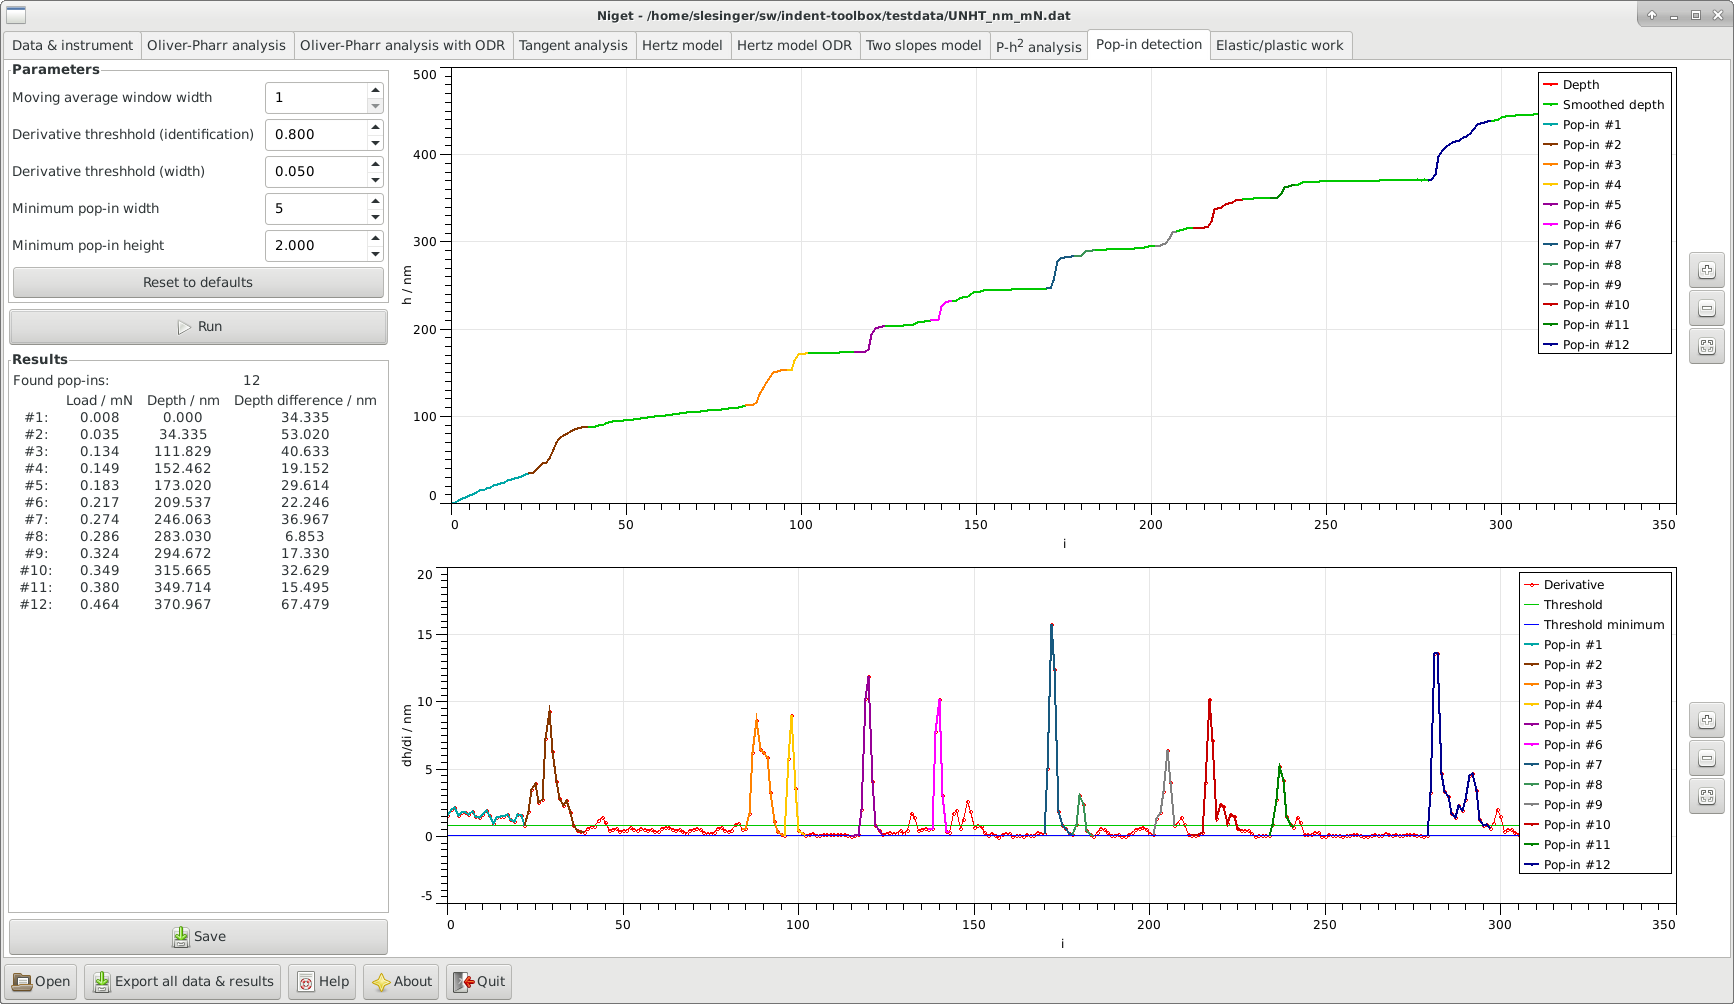 Niget - /home/slesinger/sw/indent-toolbox/testdata/UNHT_nm_mN.dat
Data & instrument Oliver-Pharr analysis Oliver-Pharr analysis with ODR Tangent analysis Hertz model Hertz model ODR Two slopes model P-h² analysis Pop-in detection Elastic/plastic work
Parameters
Moving average window width 1
Derivative threshhold (identification) 0.800
Derivative threshhold (width) 0.050
Minimum pop-in width 5
Minimum pop-in height 2.000
Reset to defaults
Run
Results
Found pop-ins: 12
Load / mN Depth / nm Depth difference / nm
#1: 0.008 0.000 34.335
#2: 0.035 34.335 53.020
#3: 0.134 111.829 40.633
#4: 0.149 152.462 19.152
#5: 0.183 173.020 29.614
#6: 0.217 209.537 22.246
#7: 0.274 246.063 36.967
#8: 0.286 283.030 6.853
#9: 0.324 294.672 17.330
#10: 0.349 315.665 32.629
#11: 0.380 349.714 15.495
#12: 0.464 370.967 67.479
Save
500
400
300
200
100
0
h / nm
0 50 100 150 200 250 300 350
i
Depth
Smoothed depth
Pop-in #1
Pop-in #2
Pop-in #3
Pop-in #4
Pop-in #5
Pop-in #6
Pop-in #7
Pop-in #8
Pop-in #9
Pop-in #10
Pop-in #11
Pop-in #12
20
15
10
5
0
-5
dh/di / nm
0 50 100 150 200 250 300 350
i
Derivative
Threshold
Threshold minimum
Pop-in #1
Pop-in #2
Pop-in #3
Pop-in #4
Pop-in #5
Pop-in #6
Pop-in #7
Pop-in #8
Pop-in #9
Pop-in #10
Pop-in #11
Pop-in #12
Open Export all data & results Help About Quit